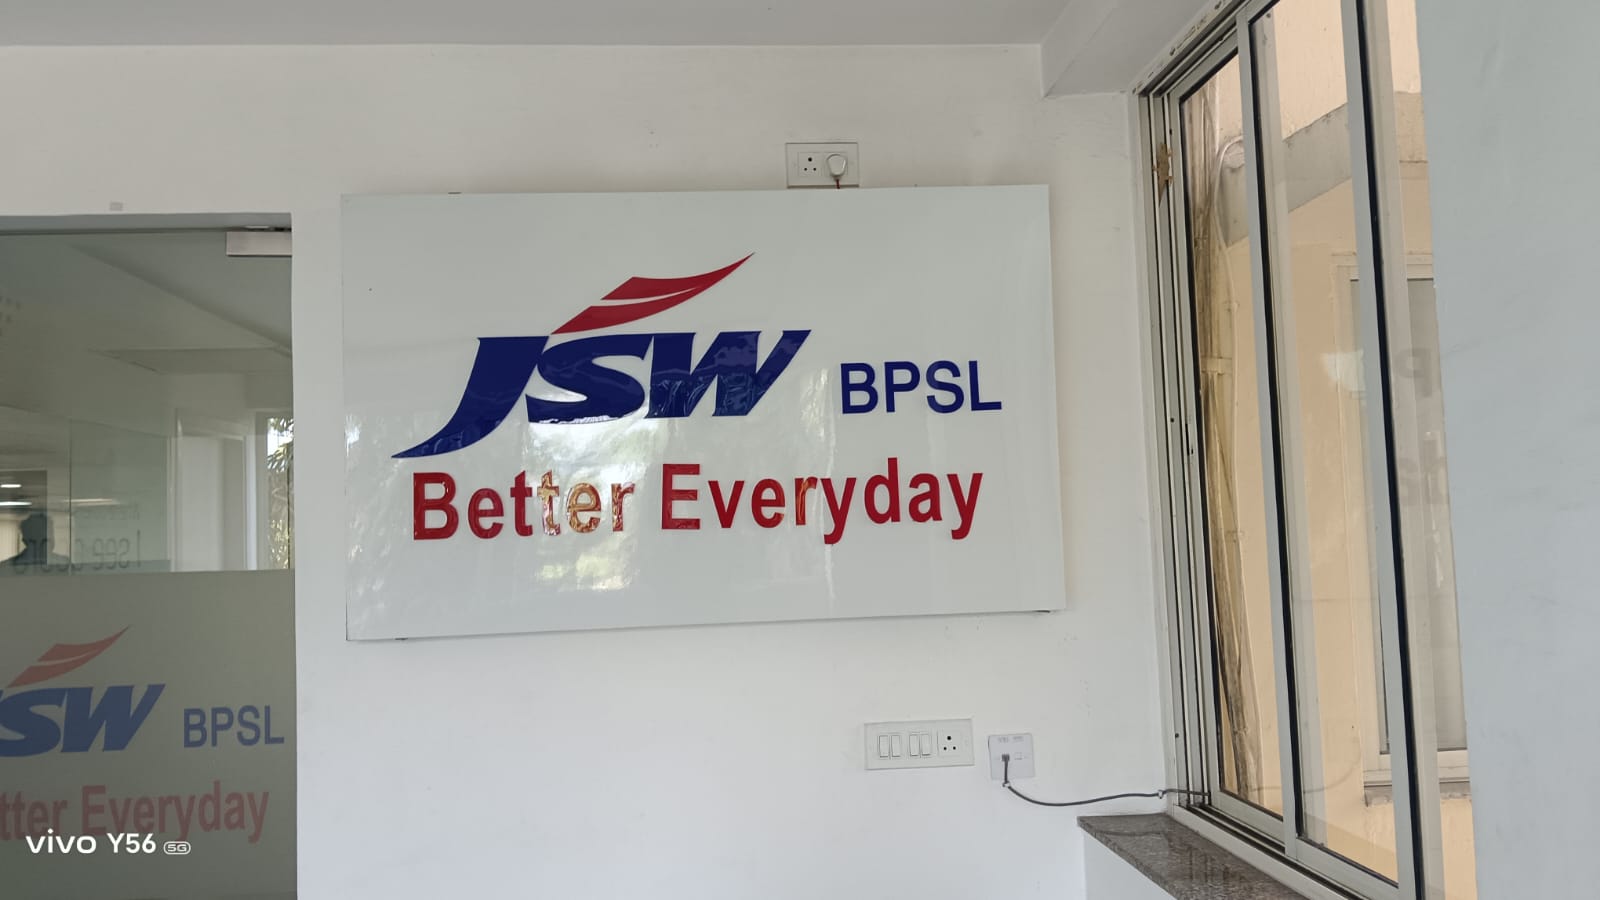 JSW BPSL
Better Everyday
JSW BPSL
tter Everyday
vivo Y56 5G